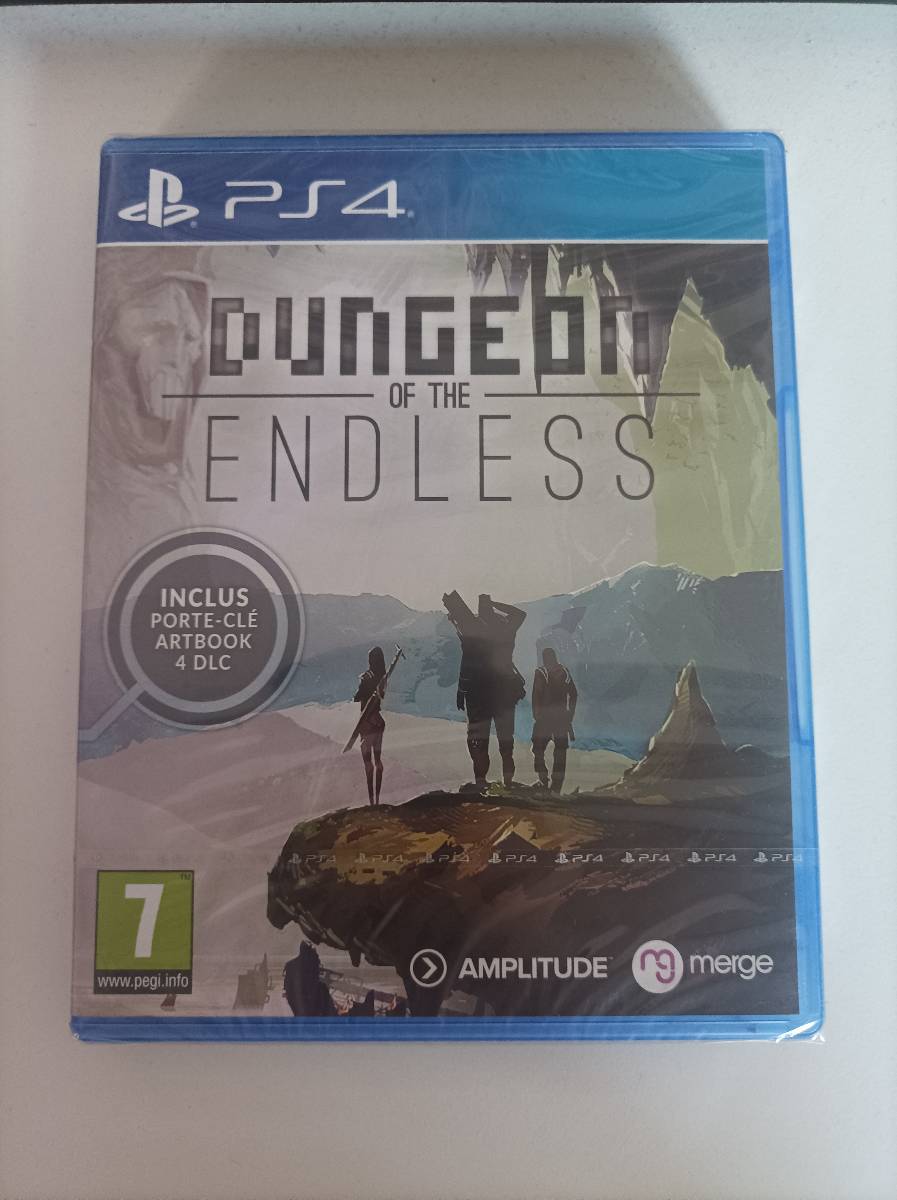 PS4
DUNGEON
OF THE
ENDLESS
INCLUS
PORTE-CLÉ
ARTBOOK
4 DLC
PS4 PS4 PS4 PS4 PS4 PS4 PS4 PS4
7
www.pegi.info
AMPLITUDE
merge